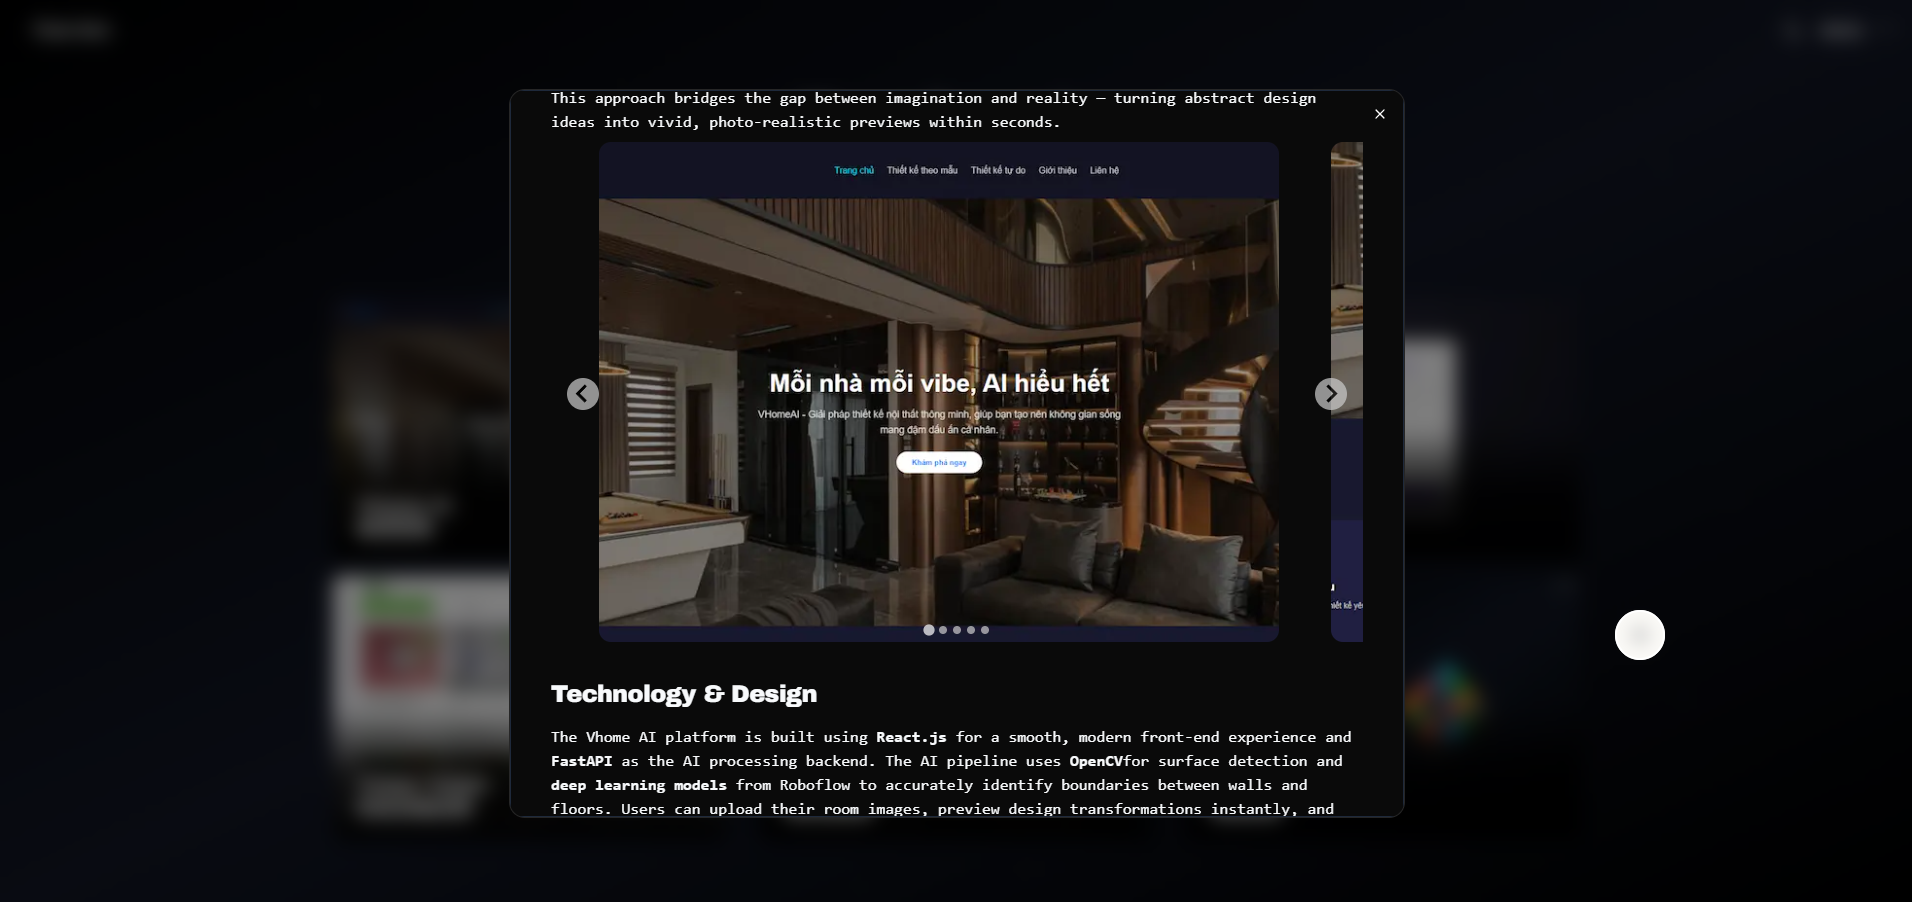 This approach bridges the gap between imagination and reality — turning abstract design
ideas into vivid, photo-realistic previews within seconds.
Trang chủ Thiết kế theo mẫu Thiết kế tự do Giới thiệu Liên hệ
Mỗi nhà mỗi vibe, AI hiểu hết
VHomeAI - Giải pháp thiết kế nội thất thông minh, giúp bạn tạo nên không gian sống
mang đậm dấu ấn cá nhân.
Khám phá ngay
Technology & Design
The Vhome AI platform is built using React.js for a smooth, modern front-end experience and
FastAPI as the AI processing backend. The AI pipeline uses OpenCVfor surface detection and
deep learning models from Roboflow to accurately identify boundaries between walls and
floors. Users can upload their room images, preview design transformations instantly, and